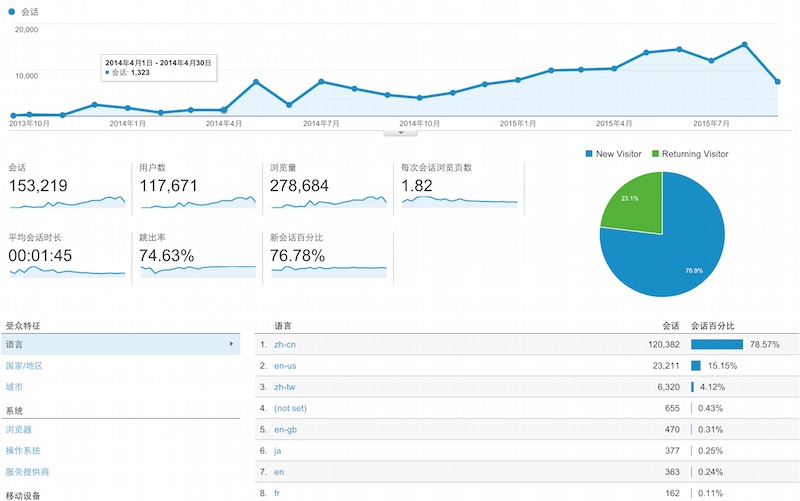 会话
20,000
10,000
2014年4月1日 - 2014年4月30日
会话: 1,323
2013年10月 2014年1月 2014年4月 2014年7月 2014年10月 2015年1月 2015年4月 2015年7月
会话 用户数 浏览量 每次会话浏览页数
153,219 117,671 278,684 1.82
平均会话时长 跳出率 新会话百分比
00:01:45 74.63% 76.78%
New Visitor Returning Visitor
23.1%
76.9%
受众特征
语言
国家/地区
城市
系统
浏览器
操作系统
服务提供商
移动设备
语言 会话 会话百分比
1. zh-cn 120,382 78.57%
2. en-us 23,211 15.15%
3. zh-tw 6,320 4.12%
4. (not set) 655 0.43%
5. en-gb 470 0.31%
6. ja 377 0.25%
7. en 363 0.24%
8. fr 162 0.11%